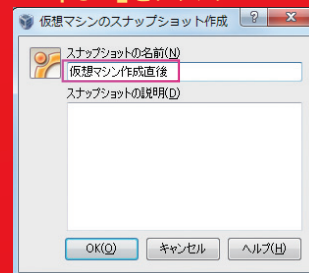 仮想マシンのスナップショット作成
スナップショットの名前(N)
仮想マシン作成直後
スナップショットの説明(D)
OK(O)
キャンセル
ヘルプ(H)